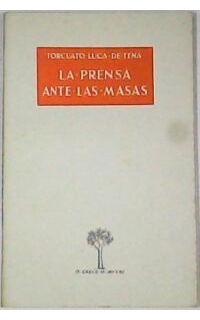 TORCUATO LUCA·DE·TENA
LA·PRENSA
ANTE·LAS·MASAS